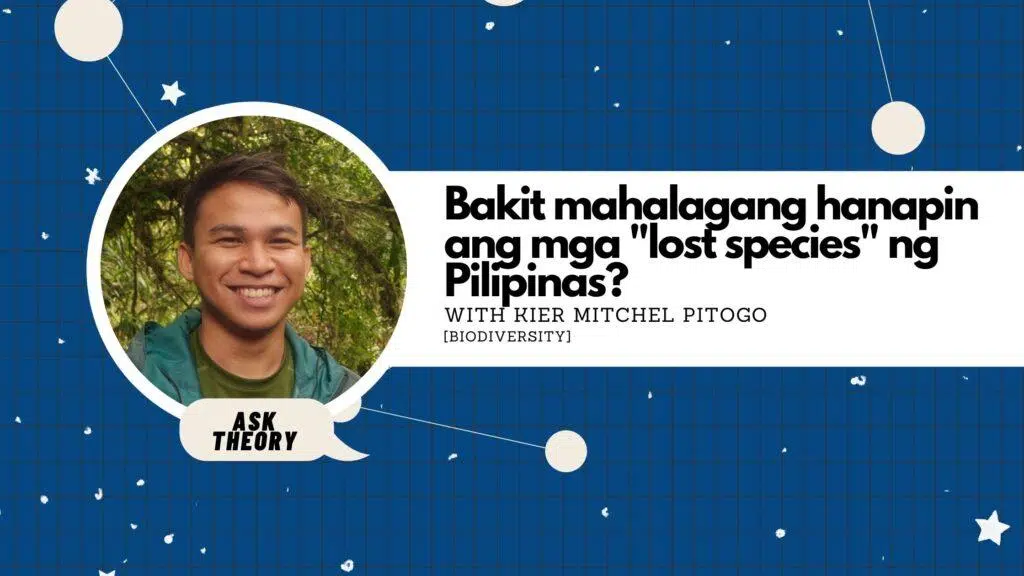 Bakit mahalagang hanapin
ang mga "lost species" ng
Pilipinas?
WITH KIER MITCHEL PITOGO
[BIODIVERSITY]
ASK
THEORY